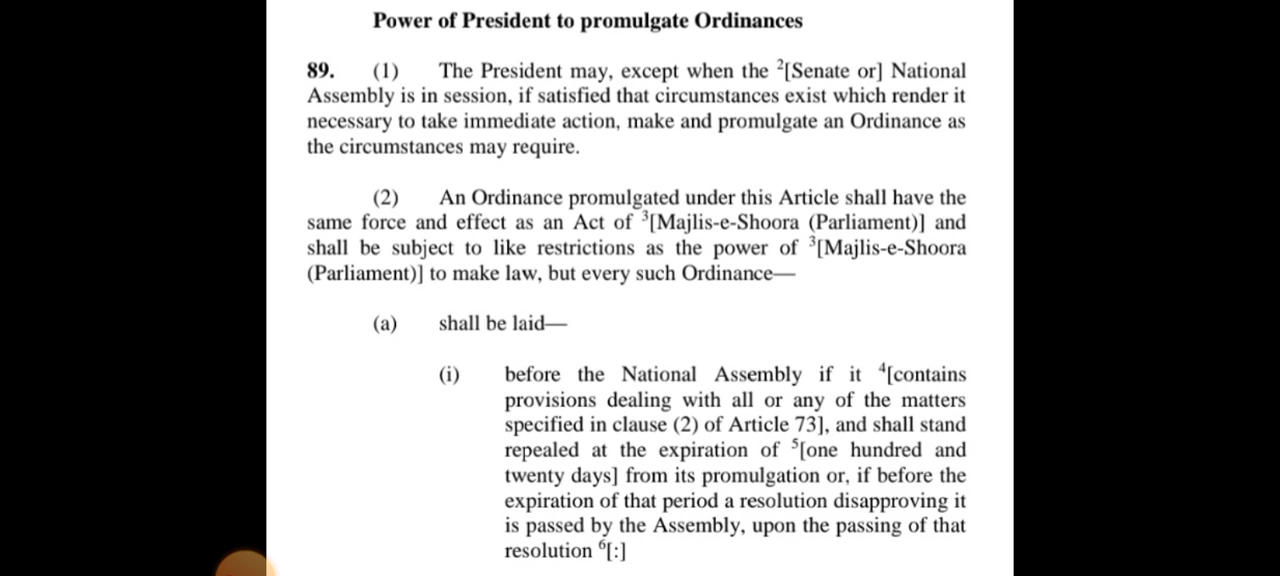 Power of President to promulgate Ordinances
89. (1) The President may, except when the ²[Senate or] National
Assembly is in session, if satisfied that circumstances exist which render it
necessary to take immediate action, make and promulgate an Ordinance as
the circumstances may require.
(2) An Ordinance promulgated under this Article shall have the
same force and effect as an Act of ³[Majlis-e-Shoora (Parliament)] and
shall be subject to like restrictions as the power of ³[Majlis-e-Shoora
(Parliament)] to make law, but every such Ordinance—
(a) shall be laid—
(i) before the National Assembly if it ⁴[contains
provisions dealing with all or any of the matters
specified in clause (2) of Article 73], and shall stand
repealed at the expiration of ⁵[one hundred and
twenty days] from its promulgation or, if before the
expiration of that period a resolution disapproving it
is passed by the Assembly, upon the passing of that
resolution ⁶[:]